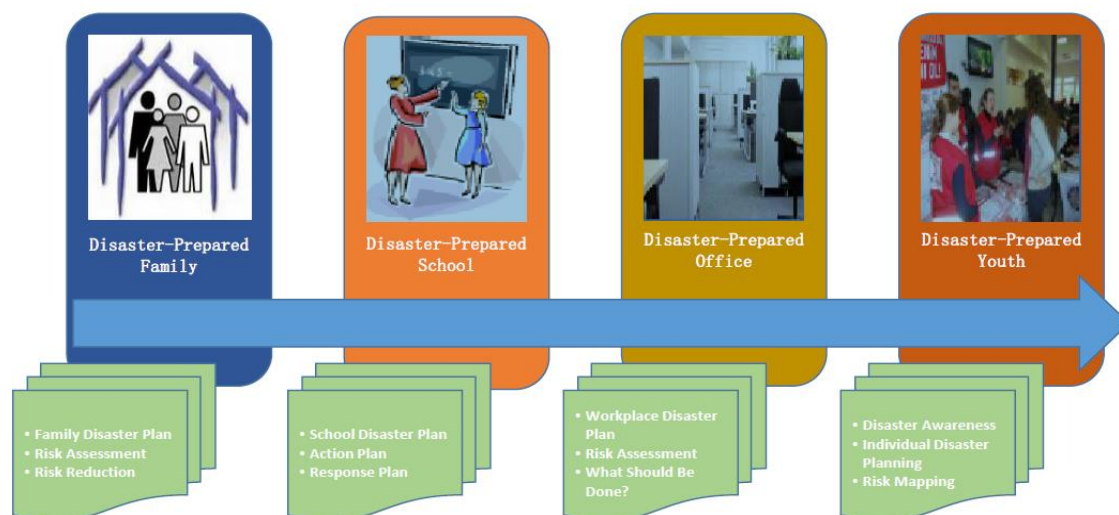 Disaster-Prepared
Family
Disaster-Prepared
School
Disaster-Prepared
Office
Disaster-Prepared
Youth
• Family Disaster Plan
• Risk Assessment
• Risk Reduction
• School Disaster Plan
• Action Plan
• Response Plan
• Workplace Disaster
Plan
• Risk Assessment
• What Should Be
Done?
• Disaster Awareness
• Individual Disaster
Planning
• Risk Mapping